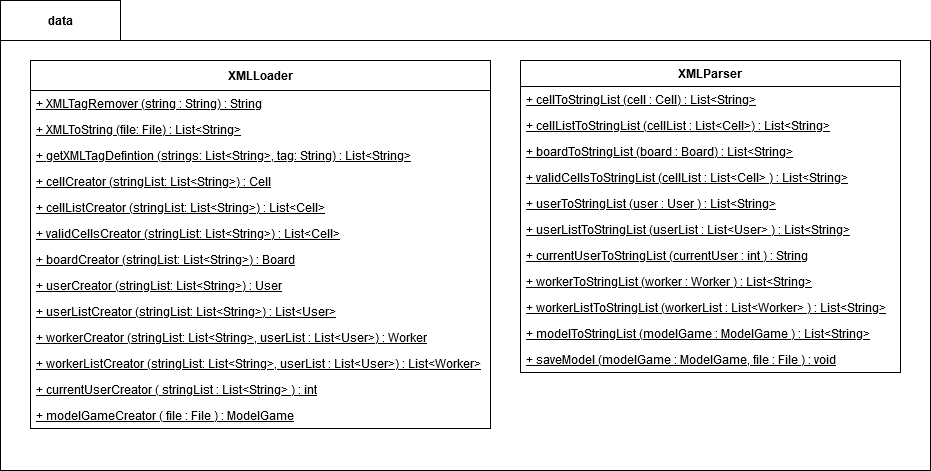 data
XMLLoader
+ XMLTagRemover (string : String) : String
+ XMLToString (file: File) : List<String>
+ getXMLTagDefintion (strings: List<String>, tag: String) : List<String>
+ cellCreator (stringList: List<String>) : Cell
+ cellListCreator (stringList: List<String>) : List<Cell>
+ validCellsCreator (stringList: List<String>) : List<Cell>
+ boardCreator (stringList: List<String>) : Board
+ userCreator (stringList: List<String>) : User
+ userListCreator (stringList: List<String>) : List<User>
+ workerCreator (stringList: List<String>, userList : List<User>) : Worker
+ workerListCreator (stringList: List<String>, userList : List<User>) : List<Worker>
+ currentUserCreator ( stringList : List<String> ) : int
+ modelGameCreator ( file : File ) : ModelGame
XMLParser
+ cellToStringList (cell : Cell) : List<String>
+ cellListToStringList (cellList : List<Cell>) : List<String>
+ boardToStringList (board : Board) : List<String>
+ validCellsToStringList (cellList : List<Cell> ) : List<String>
+ userToStringList (user : User ) : List<String>
+ userListToStringList (userList : List<User> ) : List<String>
+ currentUserToStringList (currentUser : int ) : String
+ workerToStringList (worker : Worker ) : List<String>
+ workerListToStringList (workerList : List<Worker> ) : List<String>
+ modelToStringList ( modelGame : ModelGame ) : List<String>
+ saveModel ( modelGame : ModelGame, file : File ) : void